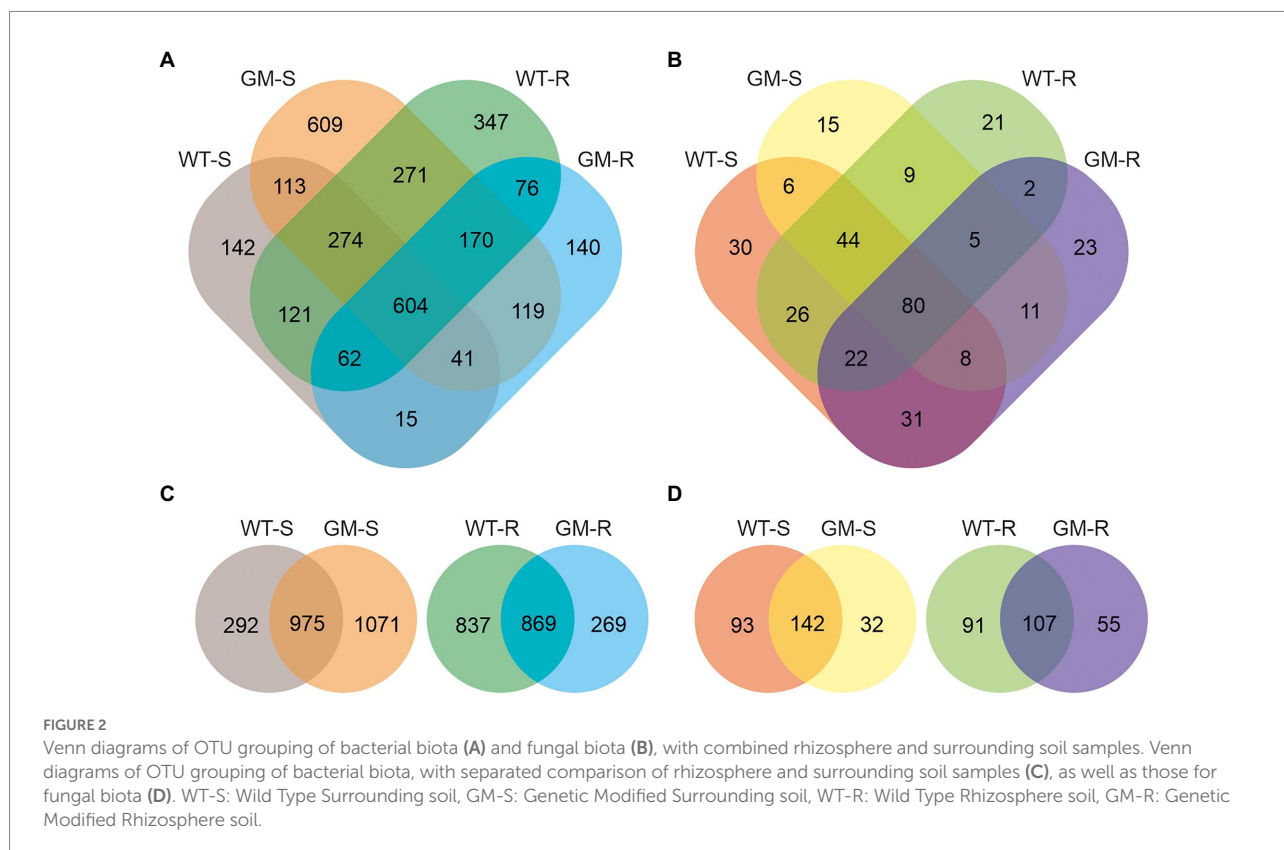 A
GM-S
WT-R
609
347
WT-S
GM-R
113
271
76
142
274
170
140
121
604
119
62
41
15
B
GM-S
WT-R
15
21
WT-S
GM-R
6
9
2
30
44
5
23
26
80
11
22
8
31
C
WT-S
GM-S
292
975
1071
WT-R
GM-R
837
869
269
D
WT-S
GM-S
93
142
32
WT-R
GM-R
91
107
55
FIGURE 2
Venn diagrams of OTU grouping of bacterial biota (A) and fungal biota (B), with combined rhizosphere and surrounding soil samples. Venn
diagrams of OTU grouping of bacterial biota, with separated comparison of rhizosphere and surrounding soil samples (C), as well as those for
fungal biota (D). WT-S: Wild Type Surrounding soil, GM-S: Genetic Modified Surrounding soil, WT-R: Wild Type Rhizosphere soil, GM-R: Genetic
Modified Rhizosphere soil.